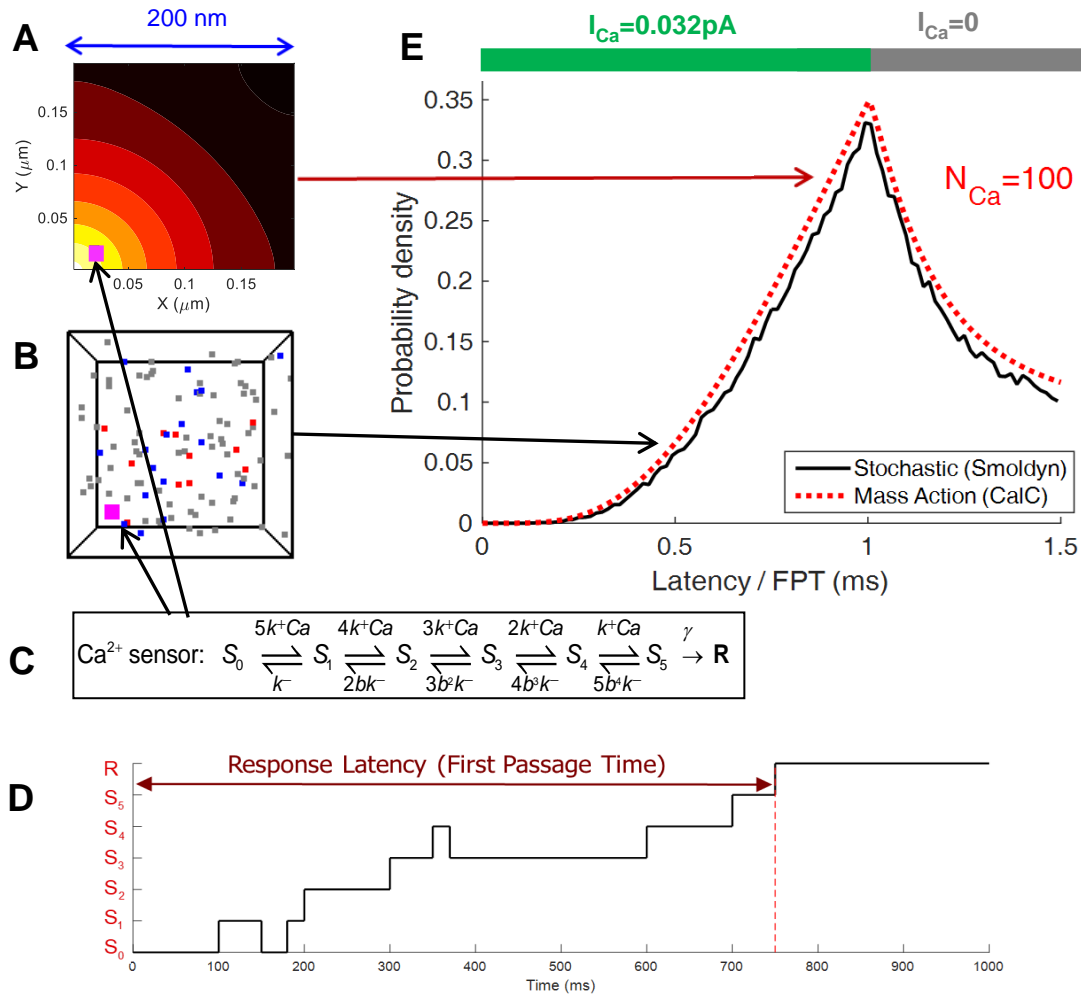 A
200 nm
Y (μm)
0.15
0.1
0.05
0.05
0.1
0.15
X (μm)
B
E
I_Ca=0.032pA
I_Ca=0
Probability density
0.35
0.3
0.25
0.2
0.15
0.1
0.05
0
0
0.5
1
1.5
Latency / FPT (ms)
N_Ca=100
Stochastic (Smoldyn)
Mass Action (CalC)
C
5k⁺Ca 4k⁺Ca 3k⁺Ca 2k⁺Ca k⁺Ca γ
Ca²⁺ sensor: S₀ ⇌ S₁ ⇌ S₂ ⇌ S₃ ⇌ S₄ ⇌ S₅ → R
k⁻ 2bk⁻ 3b²k⁻ 4b³k⁻ 5b⁴k⁻
D
Response Latency (First Passage Time)
R
S₅
S₄
S₃
S₂
S₁
S₀
0 100 200 300 400 500 600 700 800 900 1000
Time (ms)